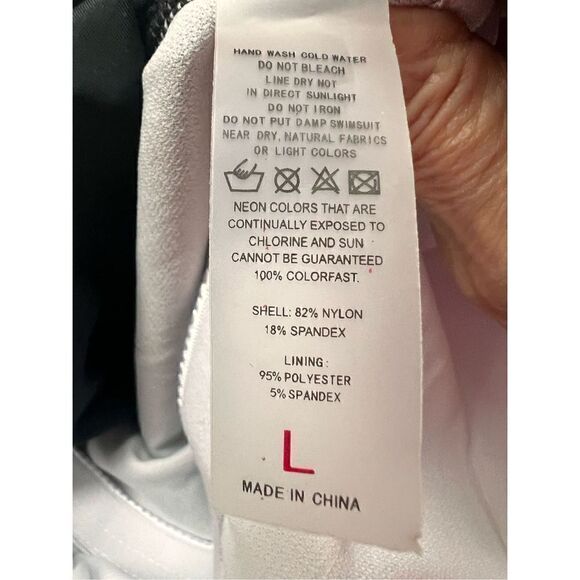 HAND WASH COLD WATER
DO NOT BLEACH
LINE DRY NOT
IN DIRECT SUNLIGHT
DO NOT IRON
DO NOT PUT DAMP SWIMSUIT
NEAR DRY, NATURAL FABRICS
OR LIGHT COLORS
NEON COLORS THAT ARE
CONTINUALLY EXPOSED TO
CHLORINE AND SUN
CANNOT BE GUARANTEED
100% COLORFAST.
SHELL: 82% NYLON
18% SPANDEX
LINING:
95% POLYESTER
5% SPANDEX
L
MADE IN CHINA